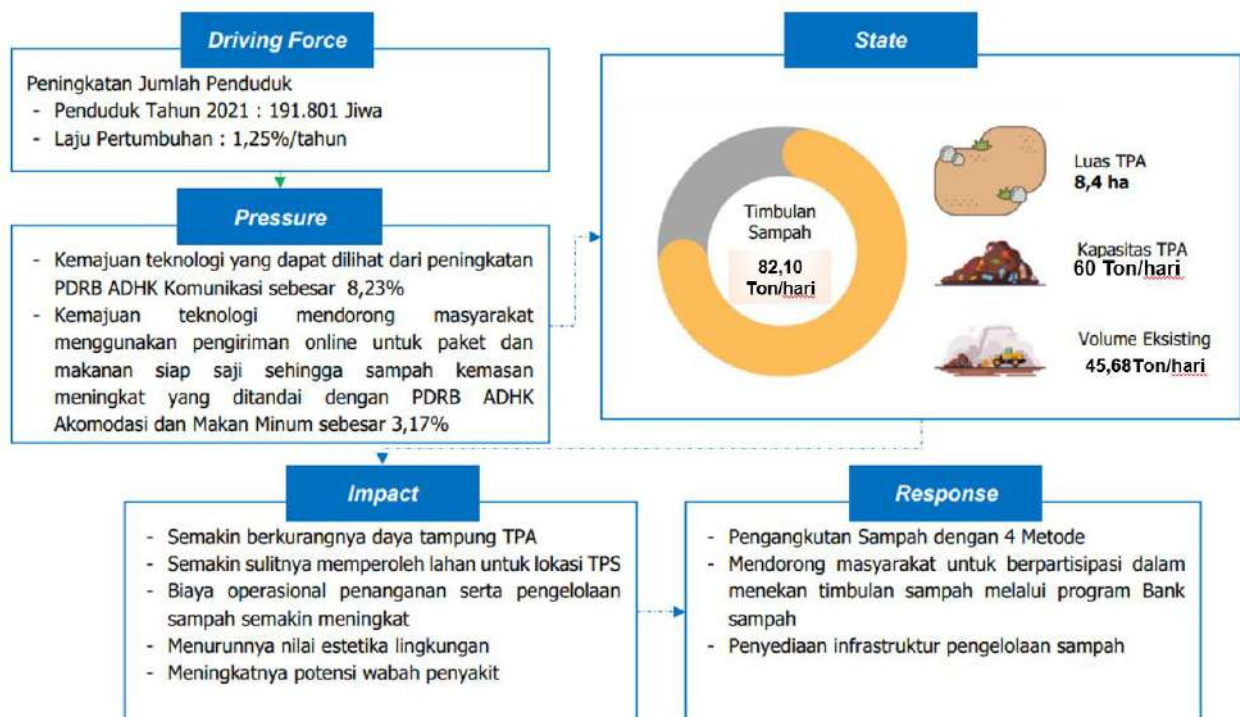 Driving Force
Peningkatan Jumlah Penduduk
- Penduduk Tahun 2021 : 191.801 Jiwa
- Laju Pertumbuhan : 1,25%/tahun
Pressure
- Kemajuan teknologi yang dapat dilihat dari peningkatan
PDRB ADHK Komunikasi sebesar 8,23%
- Kemajuan teknologi mendorong masyarakat
menggunakan pengiriman online untuk paket dan
makanan siap saji sehingga sampah kemasan
meningkat yang ditandai dengan PDRB ADHK
Akomodasi dan Makan Minum sebesar 3,17%
State
Timbulan
Sampah
82,10
Ton/hari
Luas TPA
8,4 ha
Kapasitas TPA
60 Ton/hari
Volume Eksisting
45,68Ton/hari
Impact
- Semakin berkurangnya daya tampung TPA
- Semakin sulitnya memperoleh lahan untuk lokasi TPS
- Biaya operasional penanganan serta pengelolaan
sampah semakin meningkat
- Menurunnya nilai estetika lingkungan
- Meningkatnya potensi wabah penyakit
Response
- Pengangkutan Sampah dengan 4 Metode
- Mendorong masyarakat untuk berpartisipasi dalam
menekan timbulan sampah melalui program Bank
sampah
- Penyediaan infrastruktur pengelolaan sampah